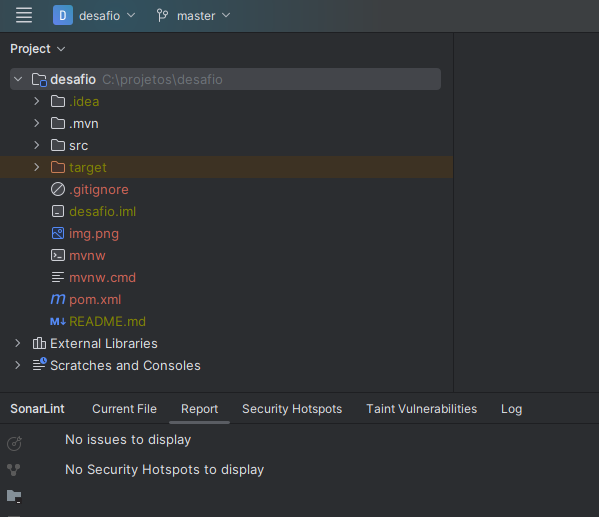 D desafio master
Project
desafio C:\projetos\desafio
.idea
.mvn
src
target
.gitignore
desafio.iml
img.png
mvnw
mvnw.cmd
m pom.xml
M↓ README.md
External Libraries
Scratches and Consoles
SonarLint Current File Report Security Hotspots Taint Vulnerabilities Log
No issues to display
No Security Hotspots to display